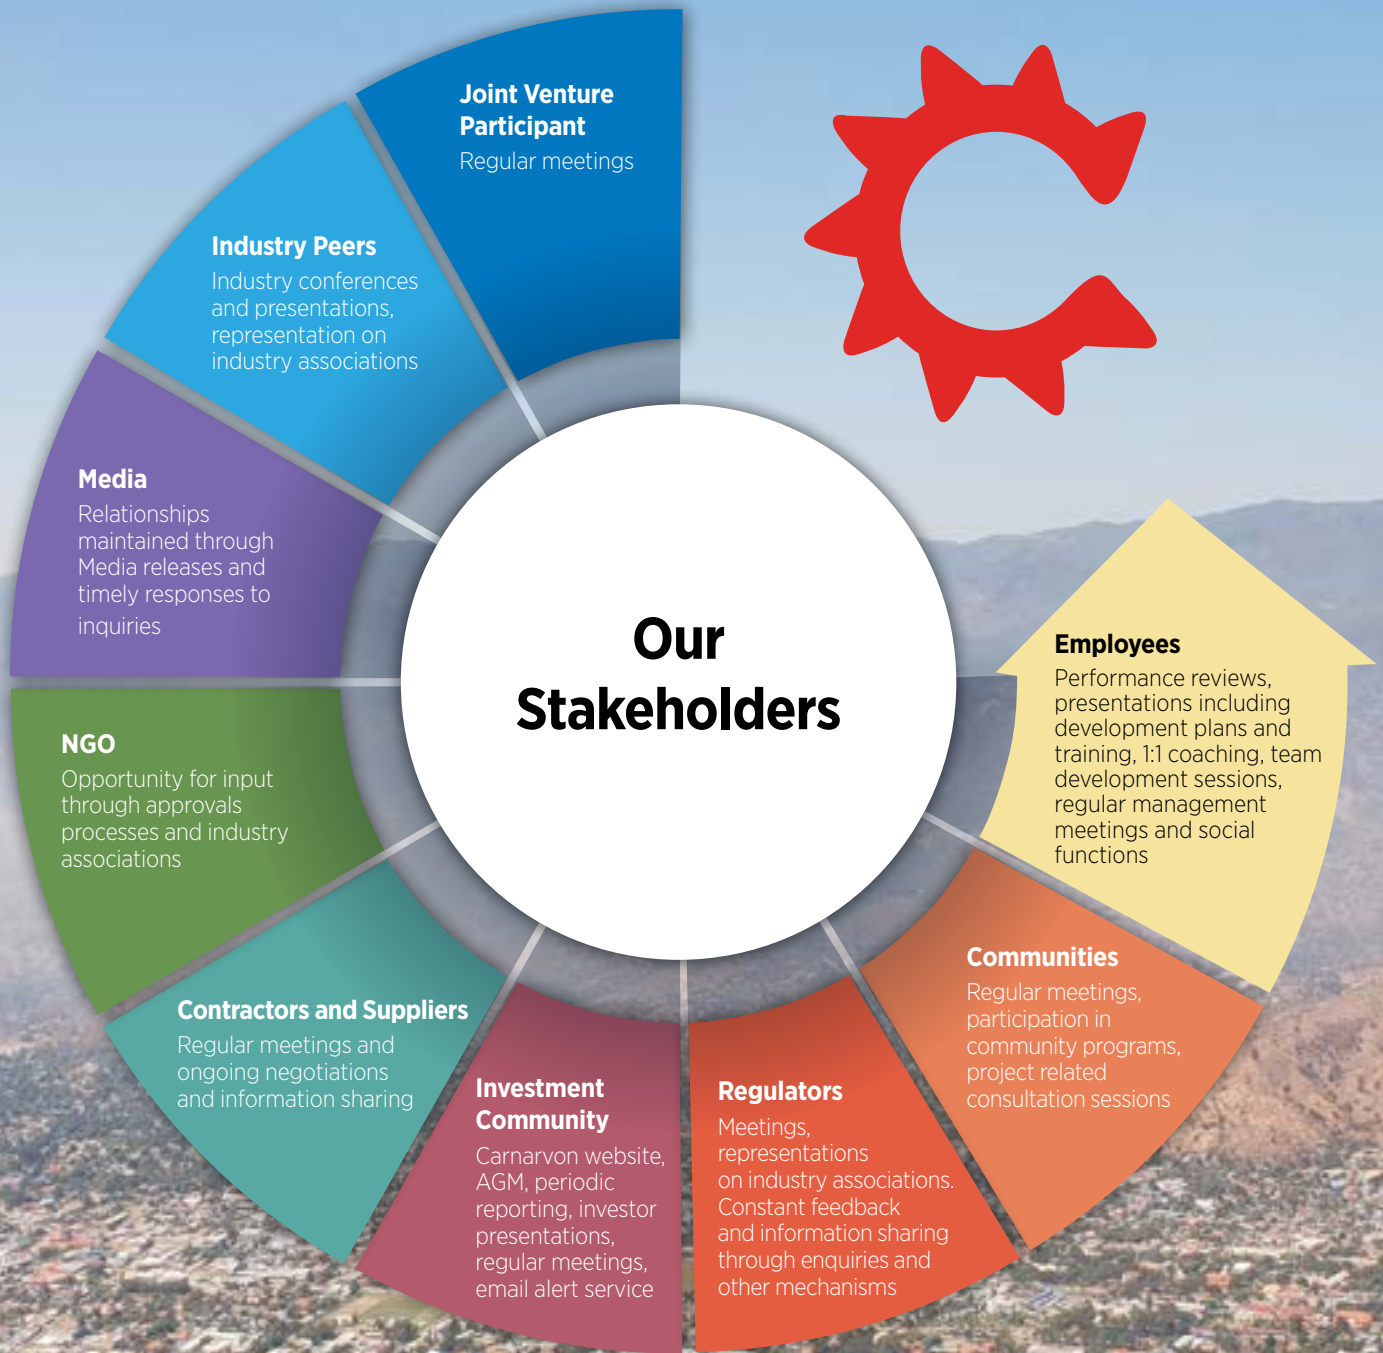 Joint Venture
Participant
Regular meetings
Industry Peers
Industry conferences
and presentations,
representation on
industry associations
Media
Relationships
maintained through
Media releases and
timely responses to
inquiries
NGO
Opportunity for input
through approvals
processes and industry
associations
Contractors and Suppliers
Regular meetings and
ongoing negotiations
and information sharing
Investment
Community
Carnarvon website,
AGM, periodic
reporting, investor
presentations,
regular meetings,
email alert service
Regulators
Meetings,
representations
on industry associations.
Constant feedback
and information sharing
through enquiries and
other mechanisms
Communities
Regular meetings,
participation in
community programs,
project related
consultation sessions
Employees
Performance reviews,
presentations including
development plans and
training, 1:1 coaching, team
development sessions,
regular management
meetings and social
functions
Our
Stakeholders